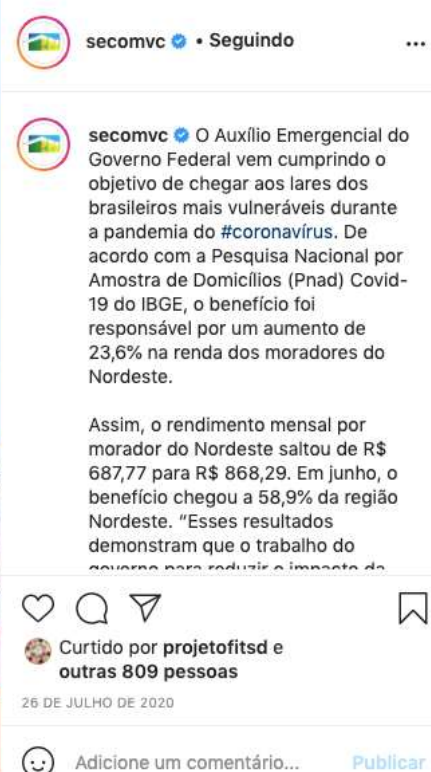 secomvc • Seguindo
secomvc O Auxílio Emergencial do
Governo Federal vem cumprindo o
objetivo de chegar aos lares dos
brasileiros mais vulneráveis durante
a pandemia do #coronavírus. De
acordo com a Pesquisa Nacional por
Amostra de Domicílios (Pnad) Covid-
19 do IBGE, o benefício foi
responsável por um aumento de
23,6% na renda dos moradores do
Nordeste.
Assim, o rendimento mensal por
morador do Nordeste saltou de R$
687,77 para R$ 868,29. Em junho, o
benefício chegou a 58,9% da região
Nordeste. “Esses resultados
demonstram que o trabalho do
governo para reduzir o impacto da
Curtido por projetofitsd e
outras 809 pessoas
26 DE JULHO DE 2020
Adicione um comentário... Publicar